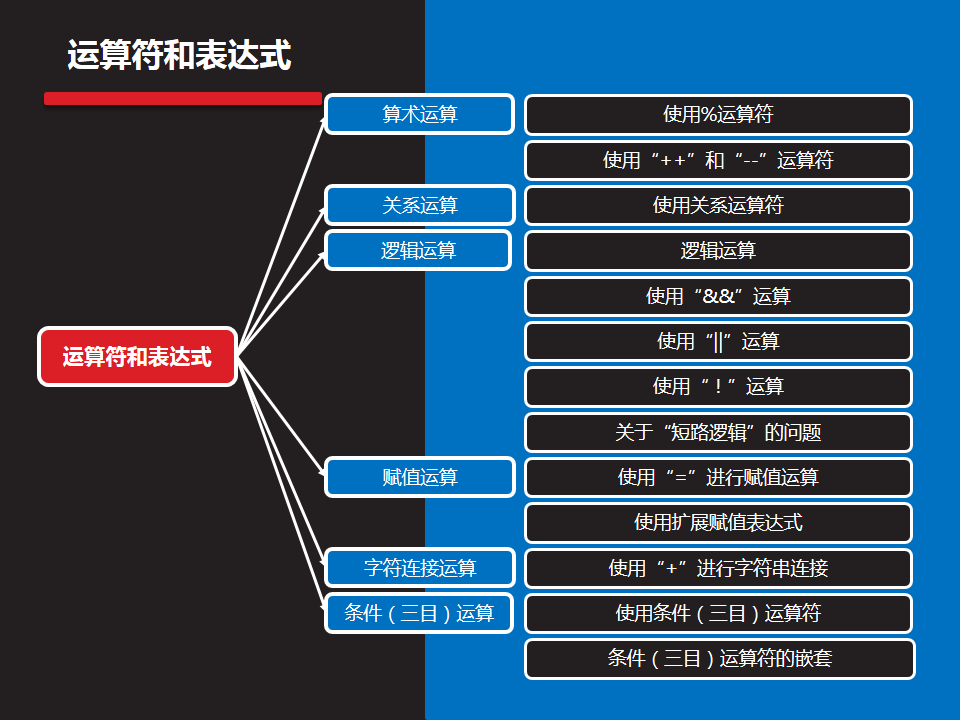 运算符和表达式
算术运算
使用%运算符
使用“++”和“--”运算符
关系运算
使用关系运算符
逻辑运算
逻辑运算
使用“&&”运算
使用“||”运算
使用“！”运算
关于“短路逻辑”的问题
运算符和表达式
赋值运算
使用“=”进行赋值运算
使用扩展赋值表达式
字符连接运算
使用“+”进行字符串连接
条件（三目）运算
使用条件（三目）运算符
条件（三目）运算符的嵌套